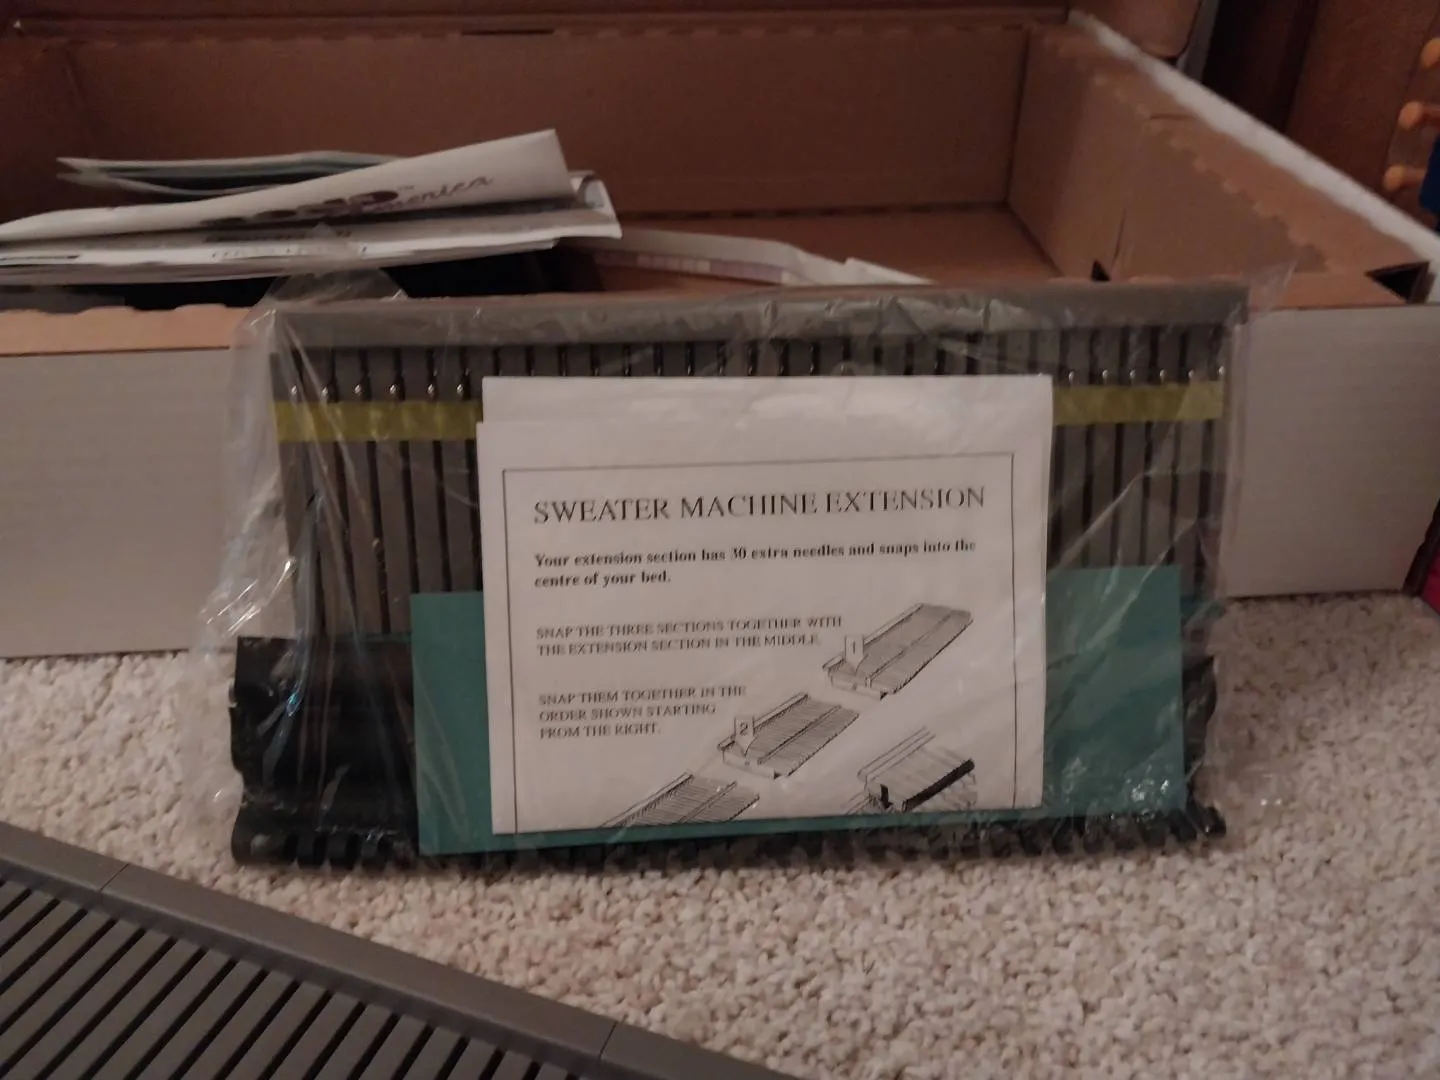 SWEATER MACHINE EXTENSION
Your extension section has 30 extra needles and snaps into the
centre of your bed.
SNAP THE THREE SECTIONS TOGETHER WITH
THE EXTENSION SECTION IN THE MIDDLE.
1
SNAP THEM TOGETHER IN THE
ORDER SHOWN STARTING
FROM THE RIGHT.
2